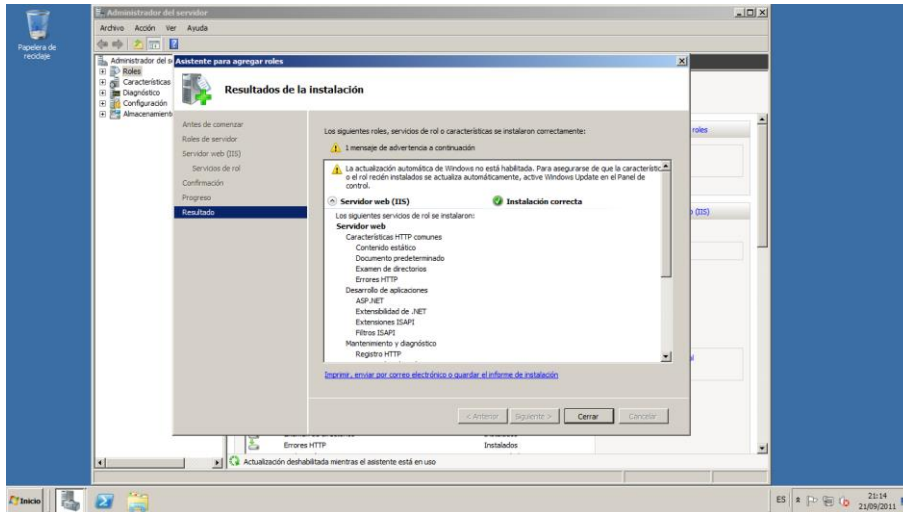 Papelera de
reciclaje
Administrador del servidor
Archivo Acción Ver Ayuda
Administrador del s
Roles
Características
Diagnóstico
Configuración
Almacenamient
Asistente para agregar roles
Resultados de la instalación
Antes de comenzar
Roles de servidor
Servidor web (IIS)
Servicios de rol
Confirmación
Progreso
Resultado
Los siguientes roles, servicios de rol o características se instalaron correctamente:
1 mensaje de advertencia a continuación
La actualización automática de Windows no está habilitada. Para asegurarse de que la característic
o el rol recién instalados se actualiza automáticamente, active Windows Update en el Panel de
control.
Servidor web (IIS) Instalación correcta
Los siguientes servicios de rol se instalaron:
Servidor web
Características HTTP comunes
Contenido estático
Documento predeterminado
Examen de directorios
Errores HTTP
Desarrollo de aplicaciones
ASP.NET
Extensibilidad de .NET
Extensiones ISAPI
Filtros ISAPI
Mantenimiento y diagnóstico
Registro HTTP
Imprimir, enviar por correo electrónico o guardar el informe de instalación
< Anterior Siguiente > Cerrar Cancelar
roles
(IIS)
Errores HTTP Instalados
Actualización deshabilitada mientras el asistente está en uso
Inicio
ES
21:14
21/09/2011